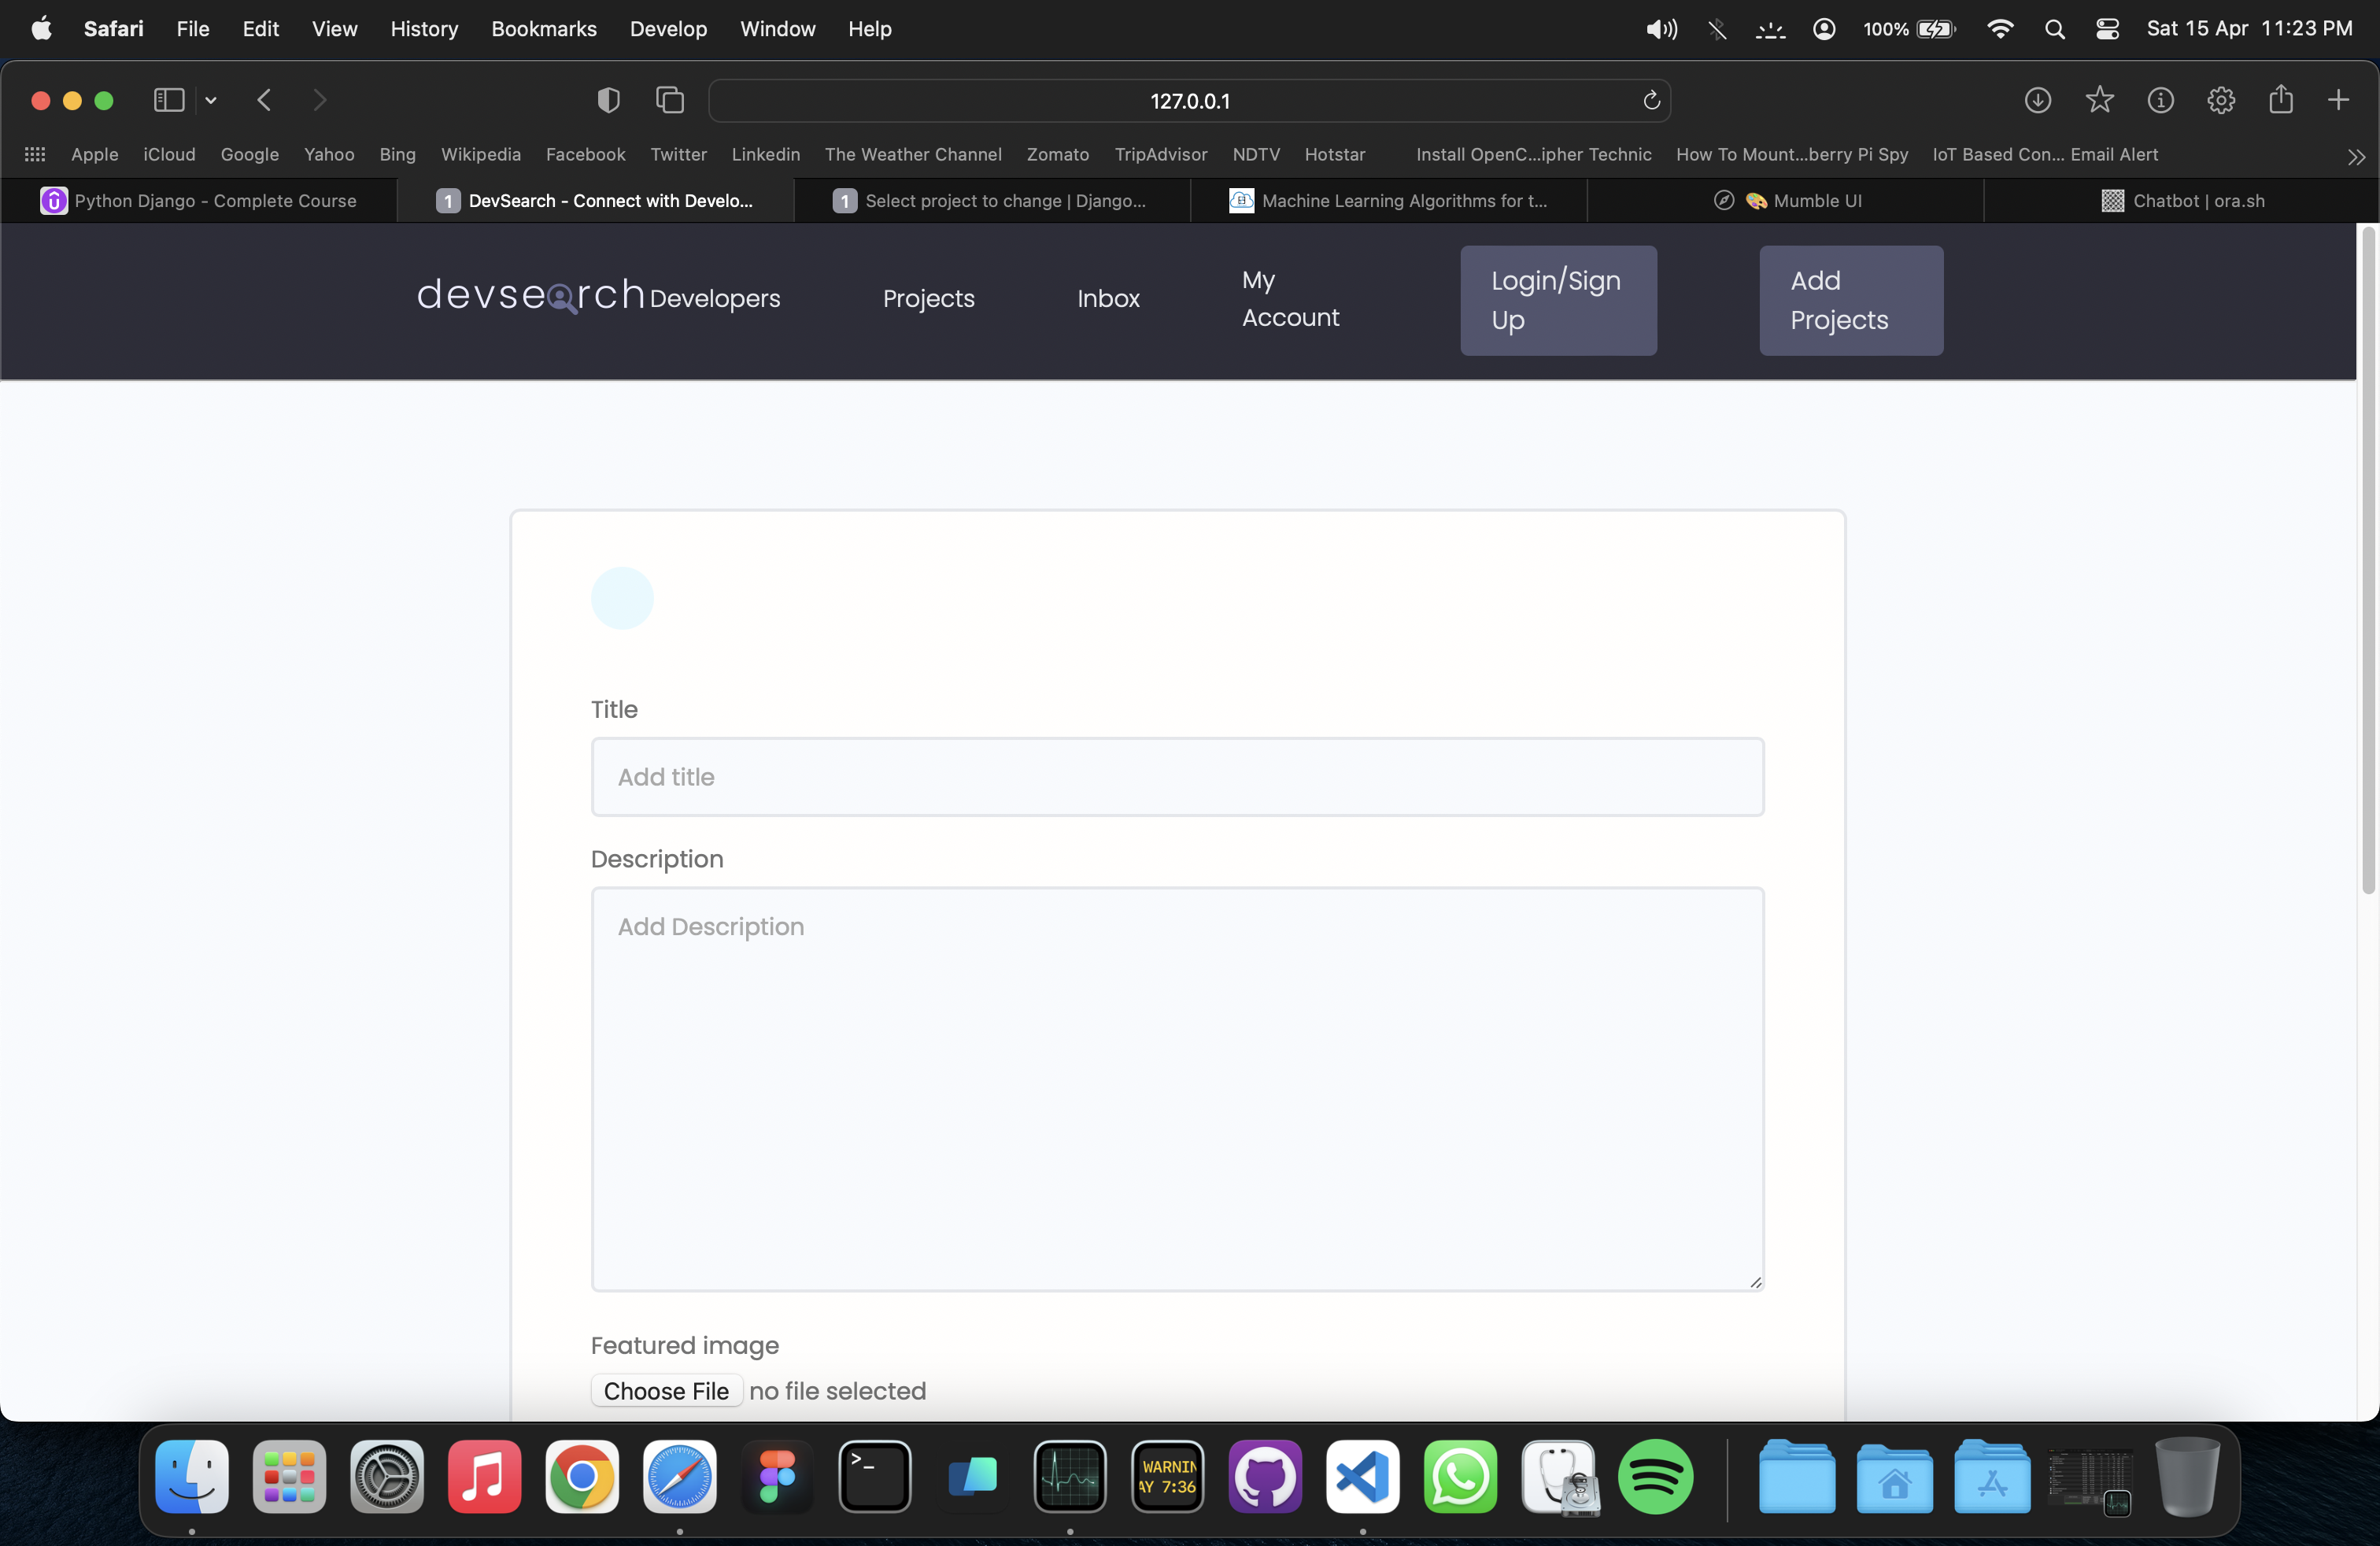 Safari File Edit View History Bookmarks Develop Window Help 100% Sat 15 Apr 11:23 PM
127.0.0.1
Apple iCloud Google Yahoo Bing Wikipedia Facebook Twitter Linkedin The Weather Channel Zomato TripAdvisor NDTV Hotstar Install OpenC...ipher Technic How To Mount...berry Pi Spy IoT Based Con... Email Alert
Python Django - Complete Course 1 DevSearch - Connect with Develo... 1 Select project to change | Django... Machine Learning Algorithms for t... Mumble UI Chatbot | ora.sh
devsearch Developers Projects Inbox My Account Login/Sign Up Add Projects
Title
Add title
Description
Add Description
Featured image
Choose File no file selected
>_
WARNIN
AY 7:36